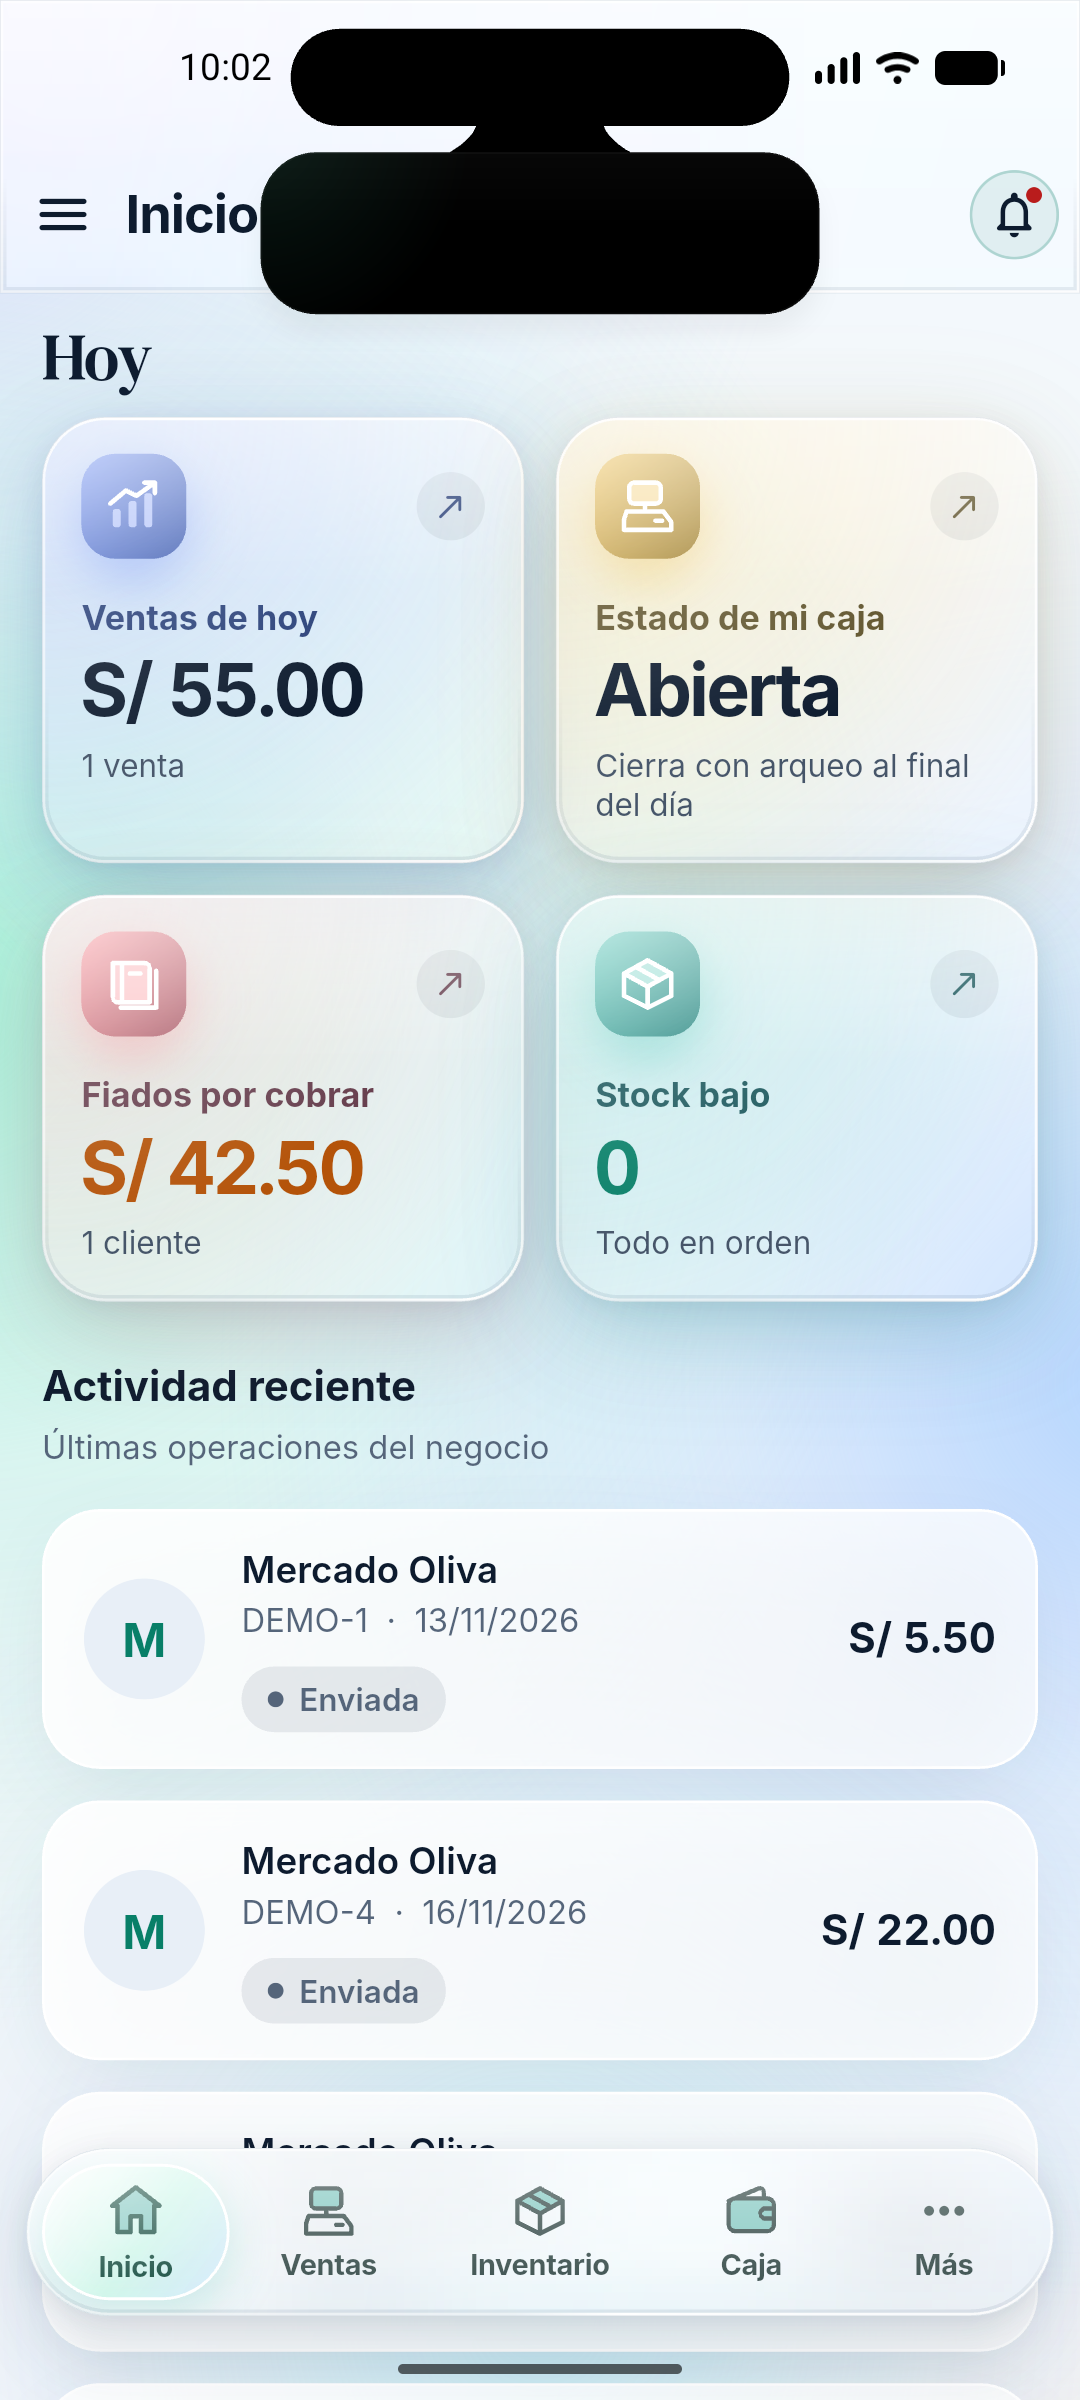 10:02
Inicio
Hoy
Ventas de hoy
S/ 55.00
1 venta
Estado de mi caja
Abierta
Cierra con arqueo al final
del día
Fiados por cobrar
S/ 42.50
1 cliente
Stock bajo
0
Todo en orden
Actividad reciente
Últimas operaciones del negocio
M
Mercado Oliva
DEMO-1 · 13/11/2026
Enviada
S/ 5.50
M
Mercado Oliva
DEMO-4 · 16/11/2026
Enviada
S/ 22.00
Mercado Oliva
Inicio
Ventas
Inventario
Caja
Más